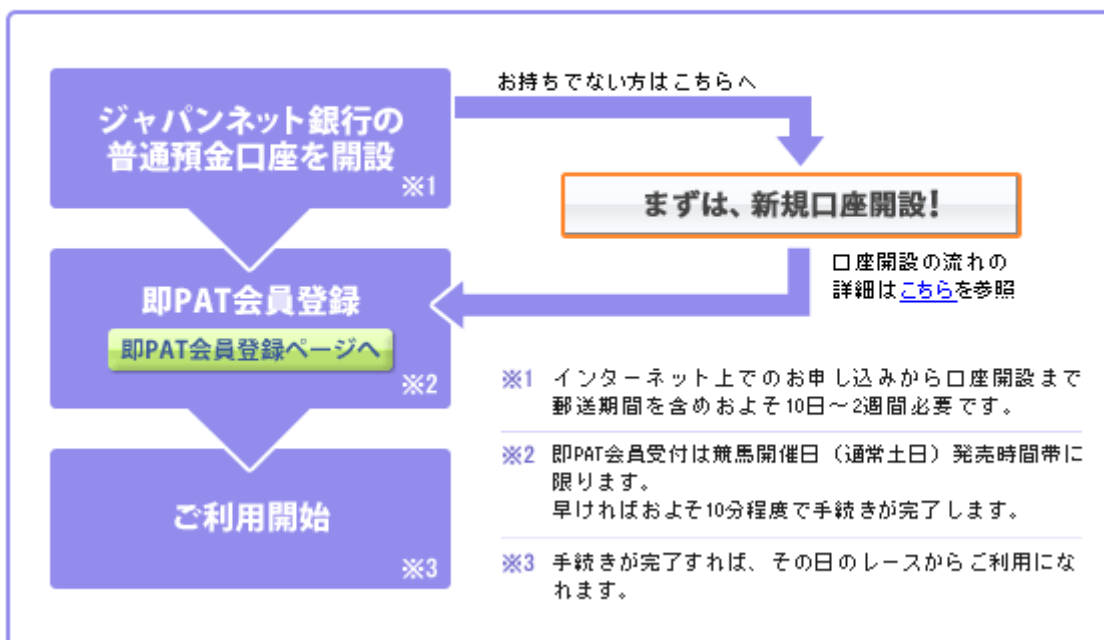 ジャパンネット銀行の
普通預金口座を開設
※1
お持ちでない方はこちらへ
まずは、新規口座開設!
口座開設の流れの
詳細はこちらを参照
即PAT会員登録
即PAT会員登録ページへ
※2
ご利用開始
※3
※1 インターネット上でのお申し込みから口座開設まで
郵送期間を含めおよそ10日～2週間必要です。
※2 即PAT会員受付は競馬開催日（通常土日）発売時間帯に
限ります。
早ければおよそ10分程度で手続きが完了します。
※3 手続きが完了すれば、その日のレースからご利用にな
れます。